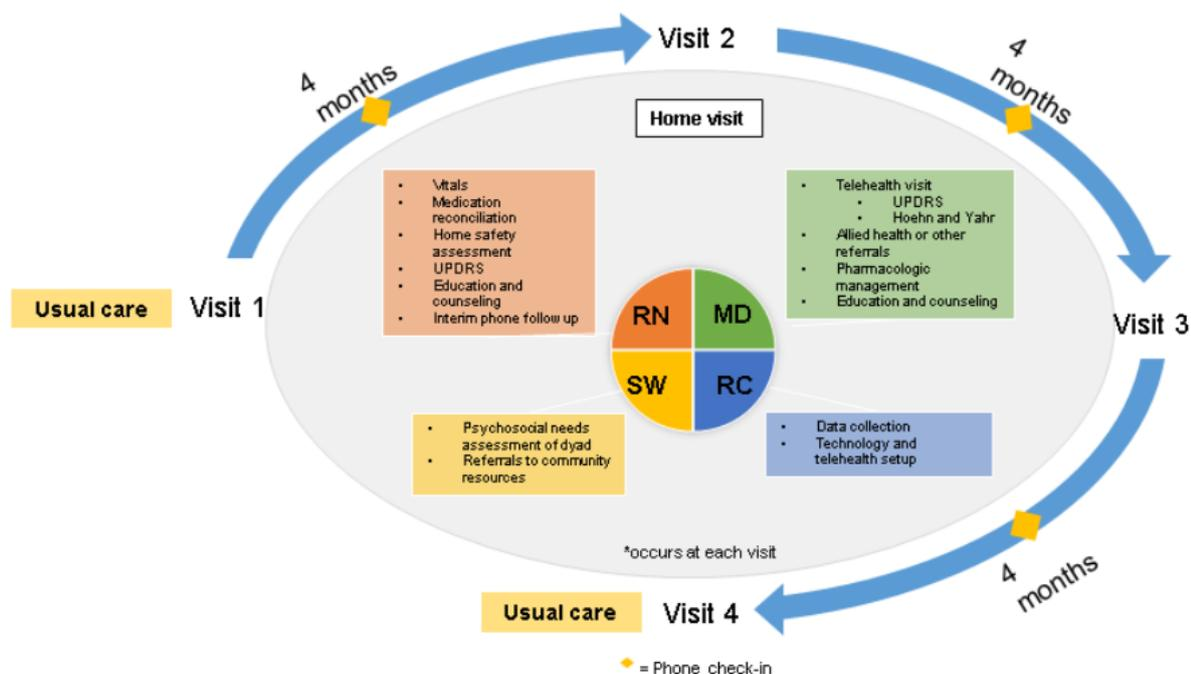 Visit 2
4
months
4
months
Home visit
• Vitals
• Medication
reconciliation
• Home safety
assessment
• UPDRS
• Education and
counseling
• Interim phone follow up
• Telehealth visit
• UPDRS
• Hoehn and Yahr
• Allied health or other
referrals
• Pharmacologic
management
• Education and counseling
Usual care
Visit 1
RN
MD
SW
RC
Visit 3
• Psychosocial needs
assessment of dyad
• Referrals to community
resources
• Data collection
• Technology and
telehealth setup
*occurs at each visit
4
months
Usual care
Visit 4
= Phone check-in